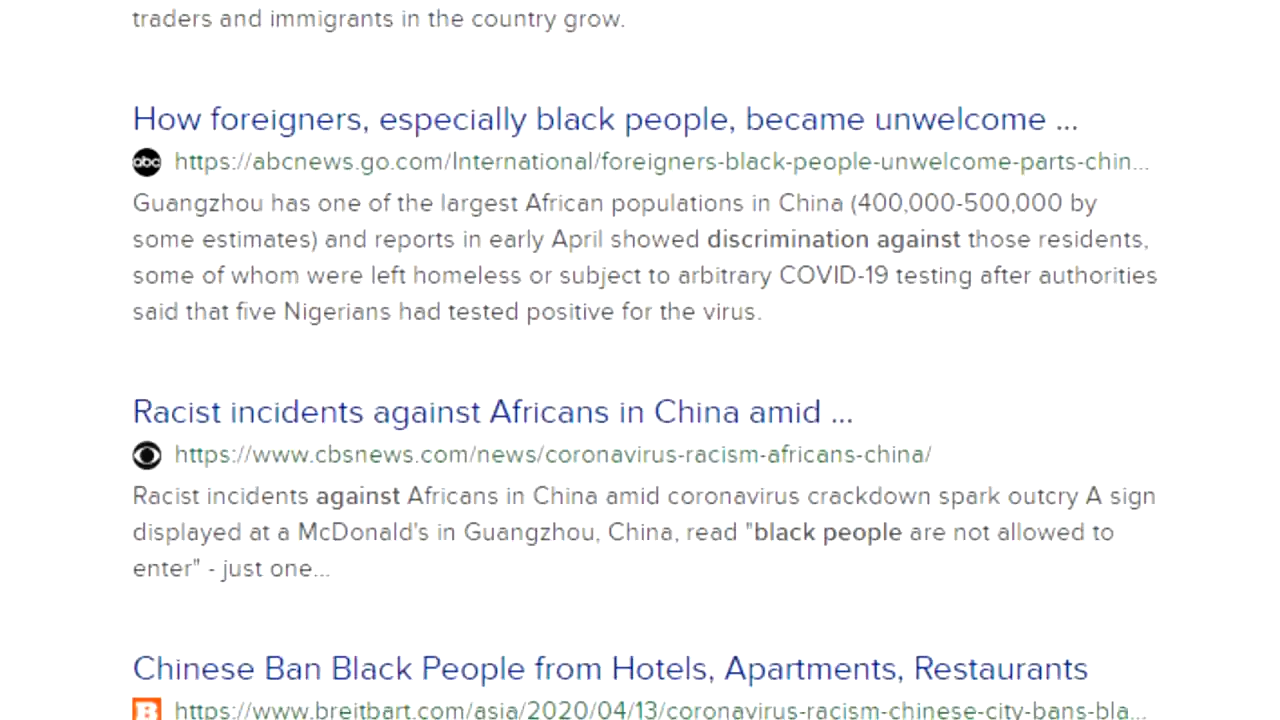 traders and immigrants in the country grow.
How foreigners, especially black people, became unwelcome ...
abc https://abcnews.go.com/International/foreigners-black-people-unwelcome-parts-chin...
Guangzhou has one of the largest African populations in China (400,000-500,000 by
some estimates) and reports in early April showed discrimination against those residents,
some of whom were left homeless or subject to arbitrary COVID-19 testing after authorities
said that five Nigerians had tested positive for the virus.
Racist incidents against Africans in China amid ...
https://www.cbsnews.com/news/coronavirus-racism-africans-china/
Racist incidents against Africans in China amid coronavirus crackdown spark outcry A sign
displayed at a McDonald's in Guangzhou, China, read "black people are not allowed to
enter" - just one...
Chinese Ban Black People from Hotels, Apartments, Restaurants
B https://www.breitbart.com/asia/2020/04/13/coronavirus-racism-chinese-city-bans-bla...